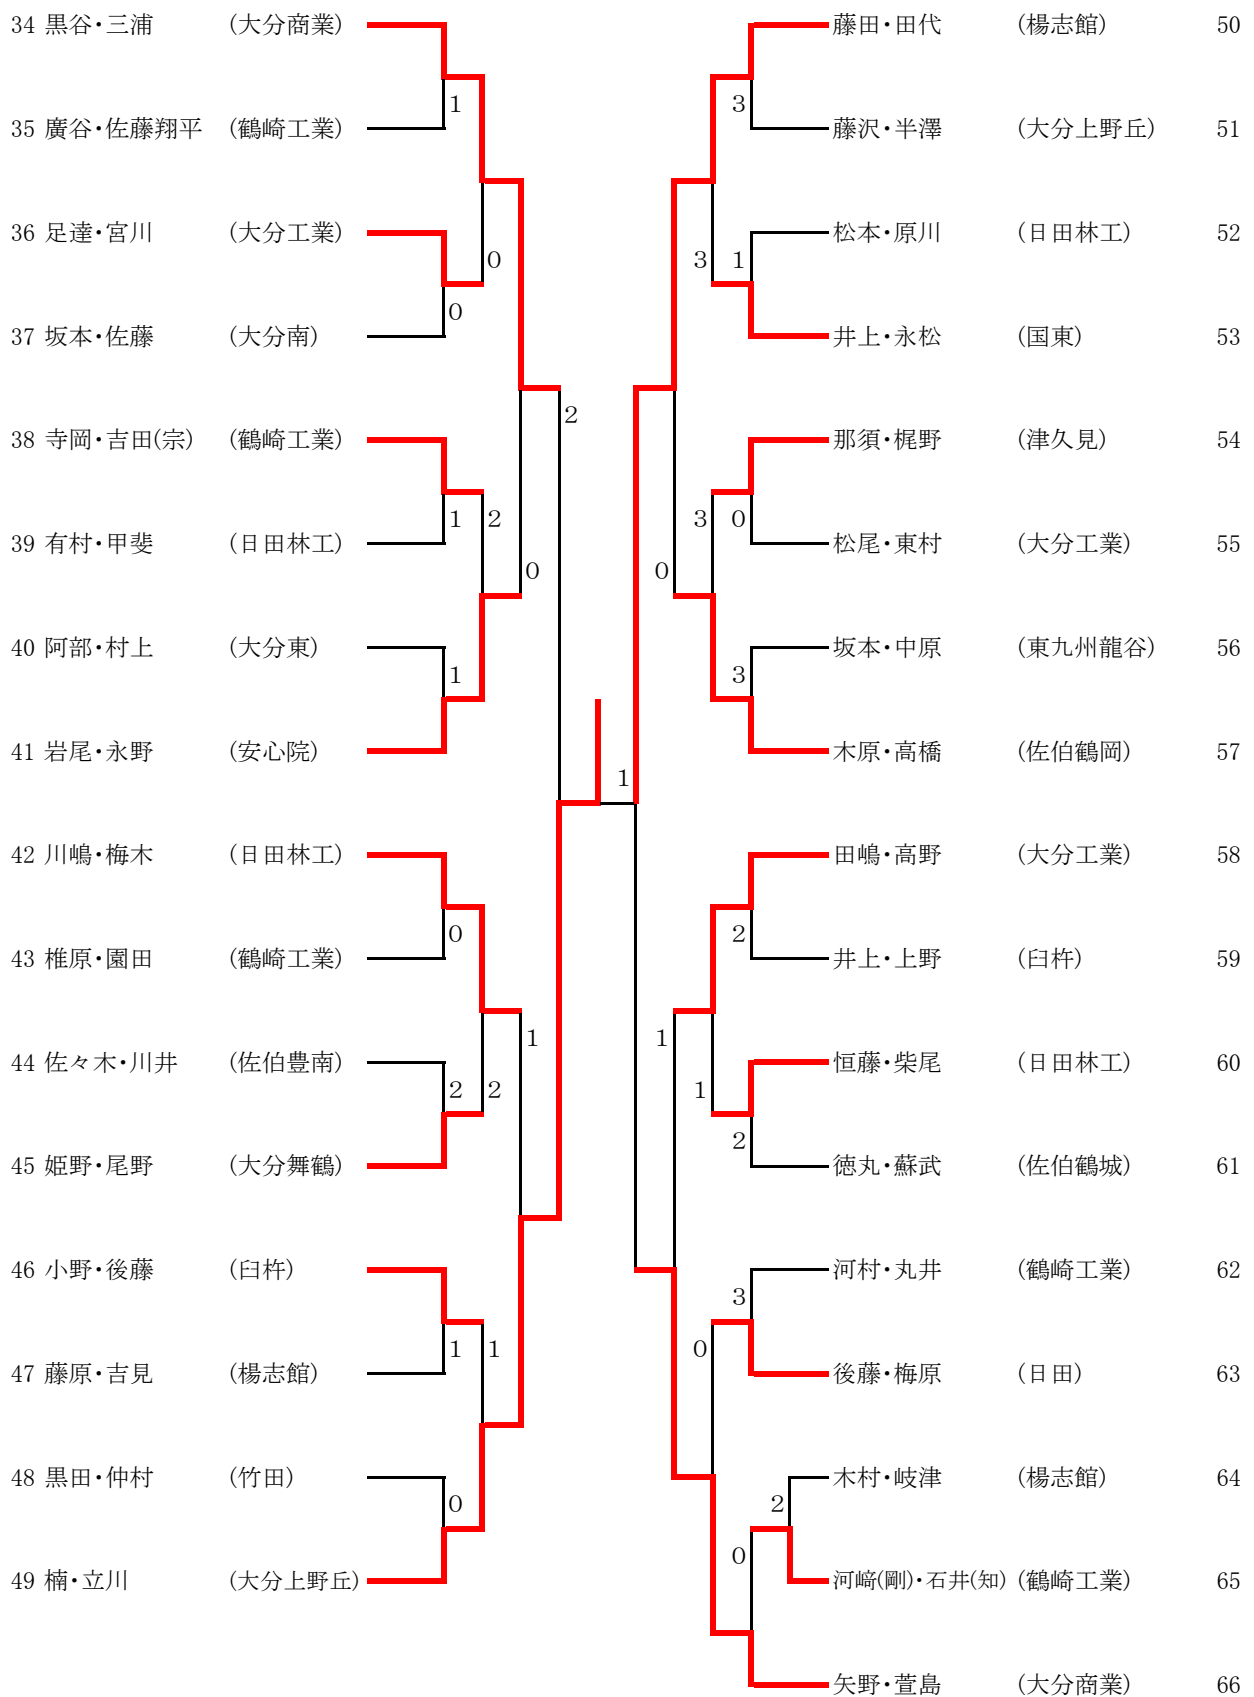 34 黒谷・三浦 (大分商業) 藤田・田代 (楊志館) 50
1 3
35 廣谷・佐藤翔平 (鶴崎工業) 藤沢・半澤 (大分上野丘) 51
36 足達・宮川 (大分工業) 松本・原川 (日田林工) 52
0 3 1
0
37 坂本・佐藤 (大分南) 井上・永松 (国東) 53
2
38 寺岡・吉田(宗) (鶴崎工業) 那須・梶野 (津久見) 54
1 2 3 0
39 有村・甲斐 (日田林工) 松尾・東村 (大分工業) 55
0 0
40 阿部・村上 (大分東) 坂本・中原 (東九州龍谷) 56
1 3
41 岩尾・永野 (安心院) 木原・高橋 (佐伯鶴岡) 57
1
42 川嶋・梅木 (日田林工) 田嶋・高野 (大分工業) 58
0 2
43 椎原・園田 (鶴崎工業) 井上・上野 (臼杵) 59
1 1
44 佐々木・川井 (佐伯豊南) 恒藤・柴尾 (日田林工) 60
2 2 1
2
45 姫野・尾野 (大分舞鶴) 徳丸・蘇武 (佐伯鶴城) 61
46 小野・後藤 (臼杵) 河村・丸井 (鶴崎工業) 62
3
1 1 0
47 藤原・吉見 (楊志館) 後藤・梅原 (日田) 63
48 黒田・仲村 (竹田) 木村・岐津 (楊志館) 64
0 2
0
49 楠・立川 (大分上野丘) 河﨑(剛)・石井(知) (鶴崎工業) 65
矢野・萱島 (大分商業) 66